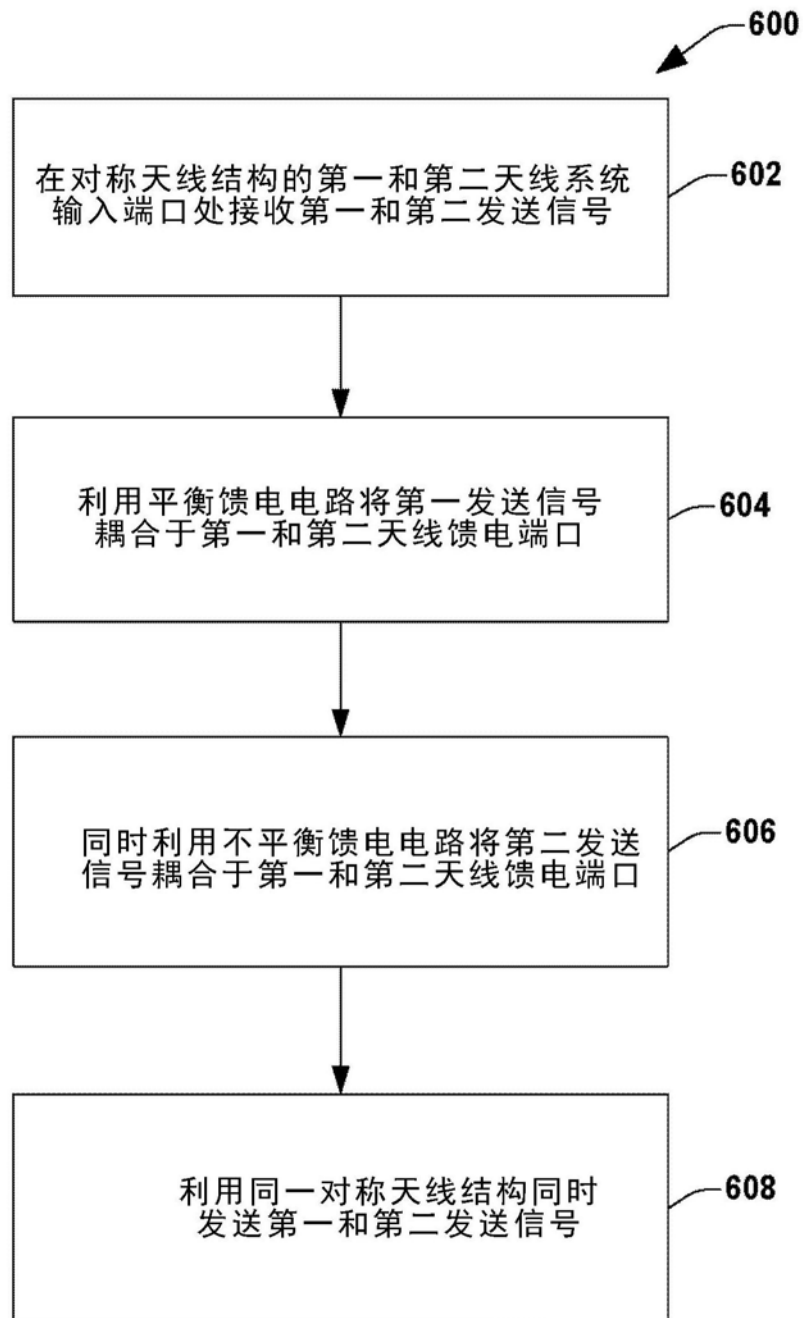 600
在对称天线结构的第一和第二天线系统
输入端口处接收第一和第二发送信号
602
利用平衡馈电电路将第一发送信号
耦合于第一和第二天线馈电端口
604
同时利用不平衡馈电电路将第二发送
信号耦合于第一和第二天线馈电端口
606
利用同一对称天线结构同时
发送第一和第二发送信号
608